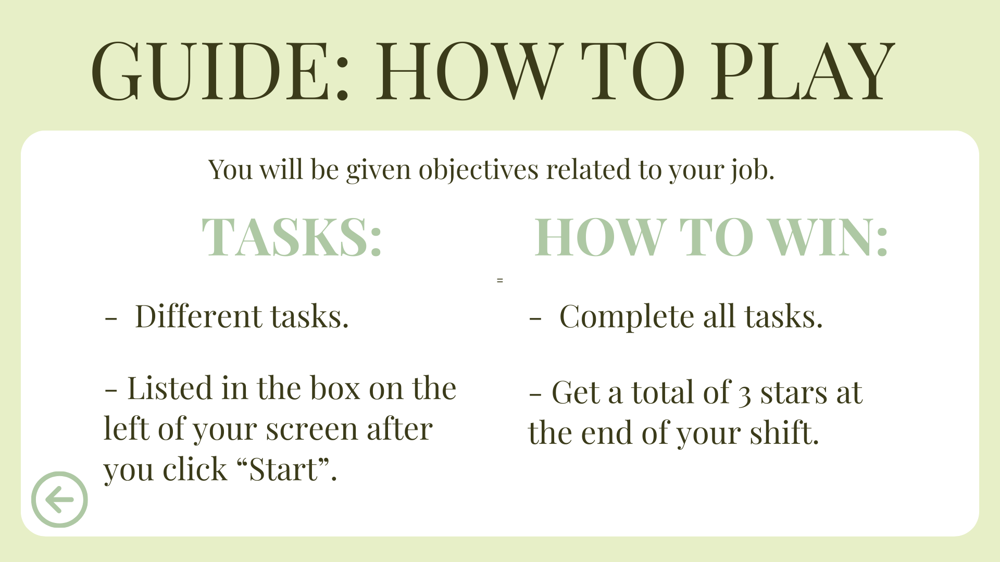 GUIDE: HOW TO PLAY
You will be given objectives related to your job.
TASKS:
-  Different tasks.
- Listed in the box on the
left of your screen after
you click “Start”.
=
HOW TO WIN:
-  Complete all tasks.
- Get a total of 3 stars at
the end of your shift.